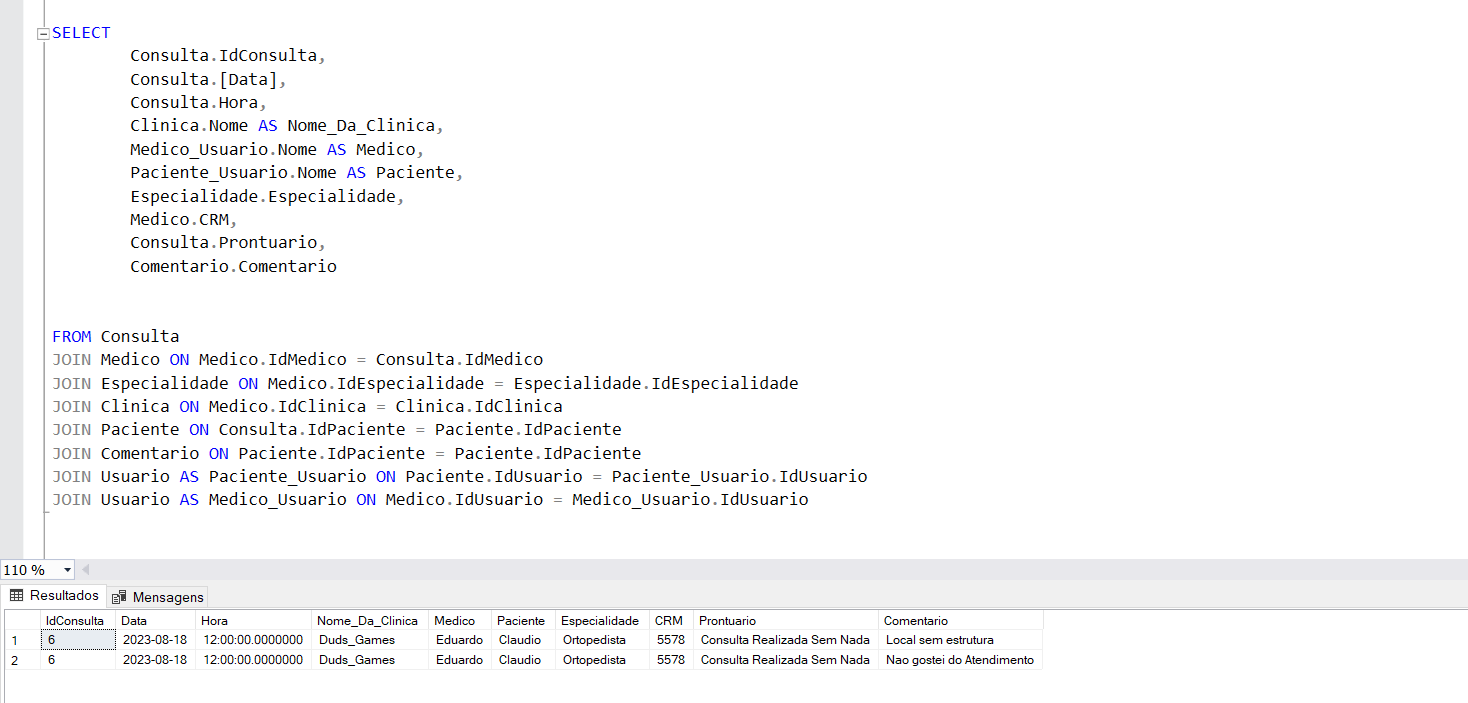 SELECT
Consulta.IdConsulta,
Consulta.[Data],
Consulta.Hora,
Clinica.Nome AS Nome_Da_Clinica,
Medico_Usuario.Nome AS Medico,
Paciente_Usuario.Nome AS Paciente,
Especialidade.Especialidade,
Medico.CRM,
Consulta.Prontuario,
Comentario.Comentario
FROM Consulta
JOIN Medico ON Medico.IdMedico = Consulta.IdMedico
JOIN Especialidade ON Medico.IdEspecialidade = Especialidade.IdEspecialidade
JOIN Clinica ON Medico.IdClinica = Clinica.IdClinica
JOIN Paciente ON Consulta.IdPaciente = Paciente.IdPaciente
JOIN Comentario ON Paciente.IdPaciente = Paciente.IdPaciente
JOIN Usuario AS Paciente_Usuario ON Paciente.IdUsuario = Paciente_Usuario.IdUsuario
JOIN Usuario AS Medico_Usuario ON Medico.IdUsuario = Medico_Usuario.IdUsuario
110 %
Resultados Mensagens
IdConsulta Data Hora Nome_Da_Clinica Medico Paciente Especialidade CRM Prontuario Comentario
1 6 2023-08-18 12:00:00.0000000 Duds_Games Eduardo Claudio Ortopedista 5578 Consulta Realizada Sem Nada Local sem estrutura
2 6 2023-08-18 12:00:00.0000000 Duds_Games Eduardo Claudio Ortopedista 5578 Consulta Realizada Sem Nada Nao gostei do Atendimento